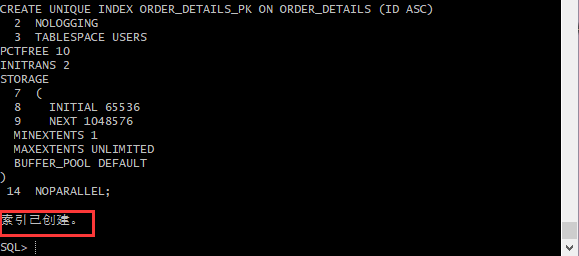 CREATE UNIQUE INDEX ORDER_DETAILS_PK ON ORDER_DETAILS (ID ASC)
  2  NOLOGGING
  3  TABLESPACE USERS
PCTFREE 10
INITRANS 2
STORAGE
  7  (
  8    INITIAL 65536
  9    NEXT 1048576
  MINEXTENTS 1
  MAXEXTENTS UNLIMITED
  BUFFER_POOL DEFAULT
)
 14  NOPARALLEL;
索引已创建。
SQL>